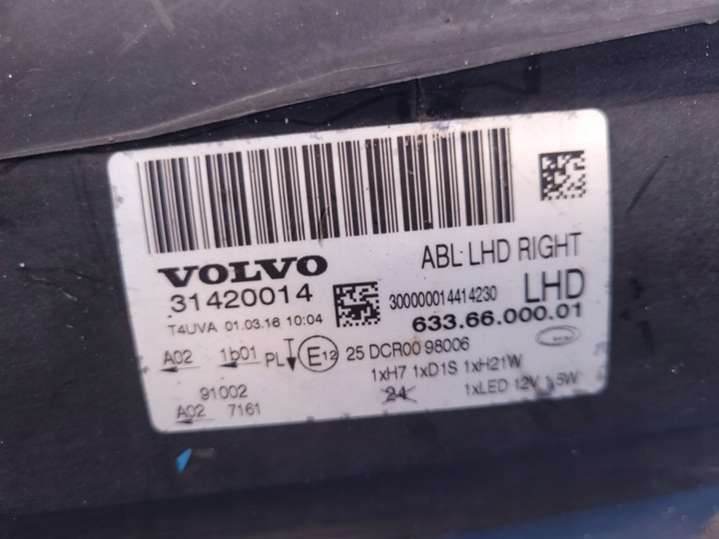 ABL LHD RIGHT
VOLVO
31420014
300000014414230
LHD
T4UVA 01.03.16 10:04
633.66.000.01
A02 1b01 PL E12 25 DCR00 98006
1xH7 1xD1S 1xH21W
91002
24
1xLED 12V
A02 7161